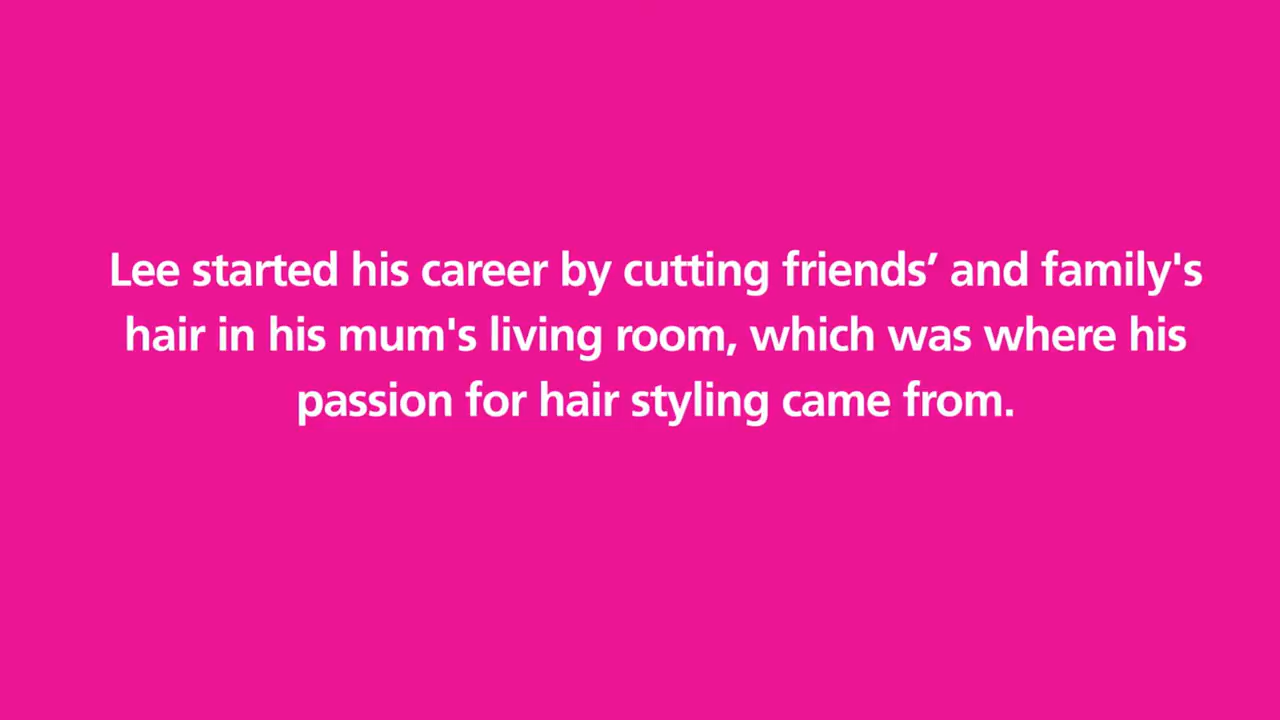 Lee started his career by cutting friends’ and family's
hair in his mum's living room, which was where his
passion for hair styling came from.